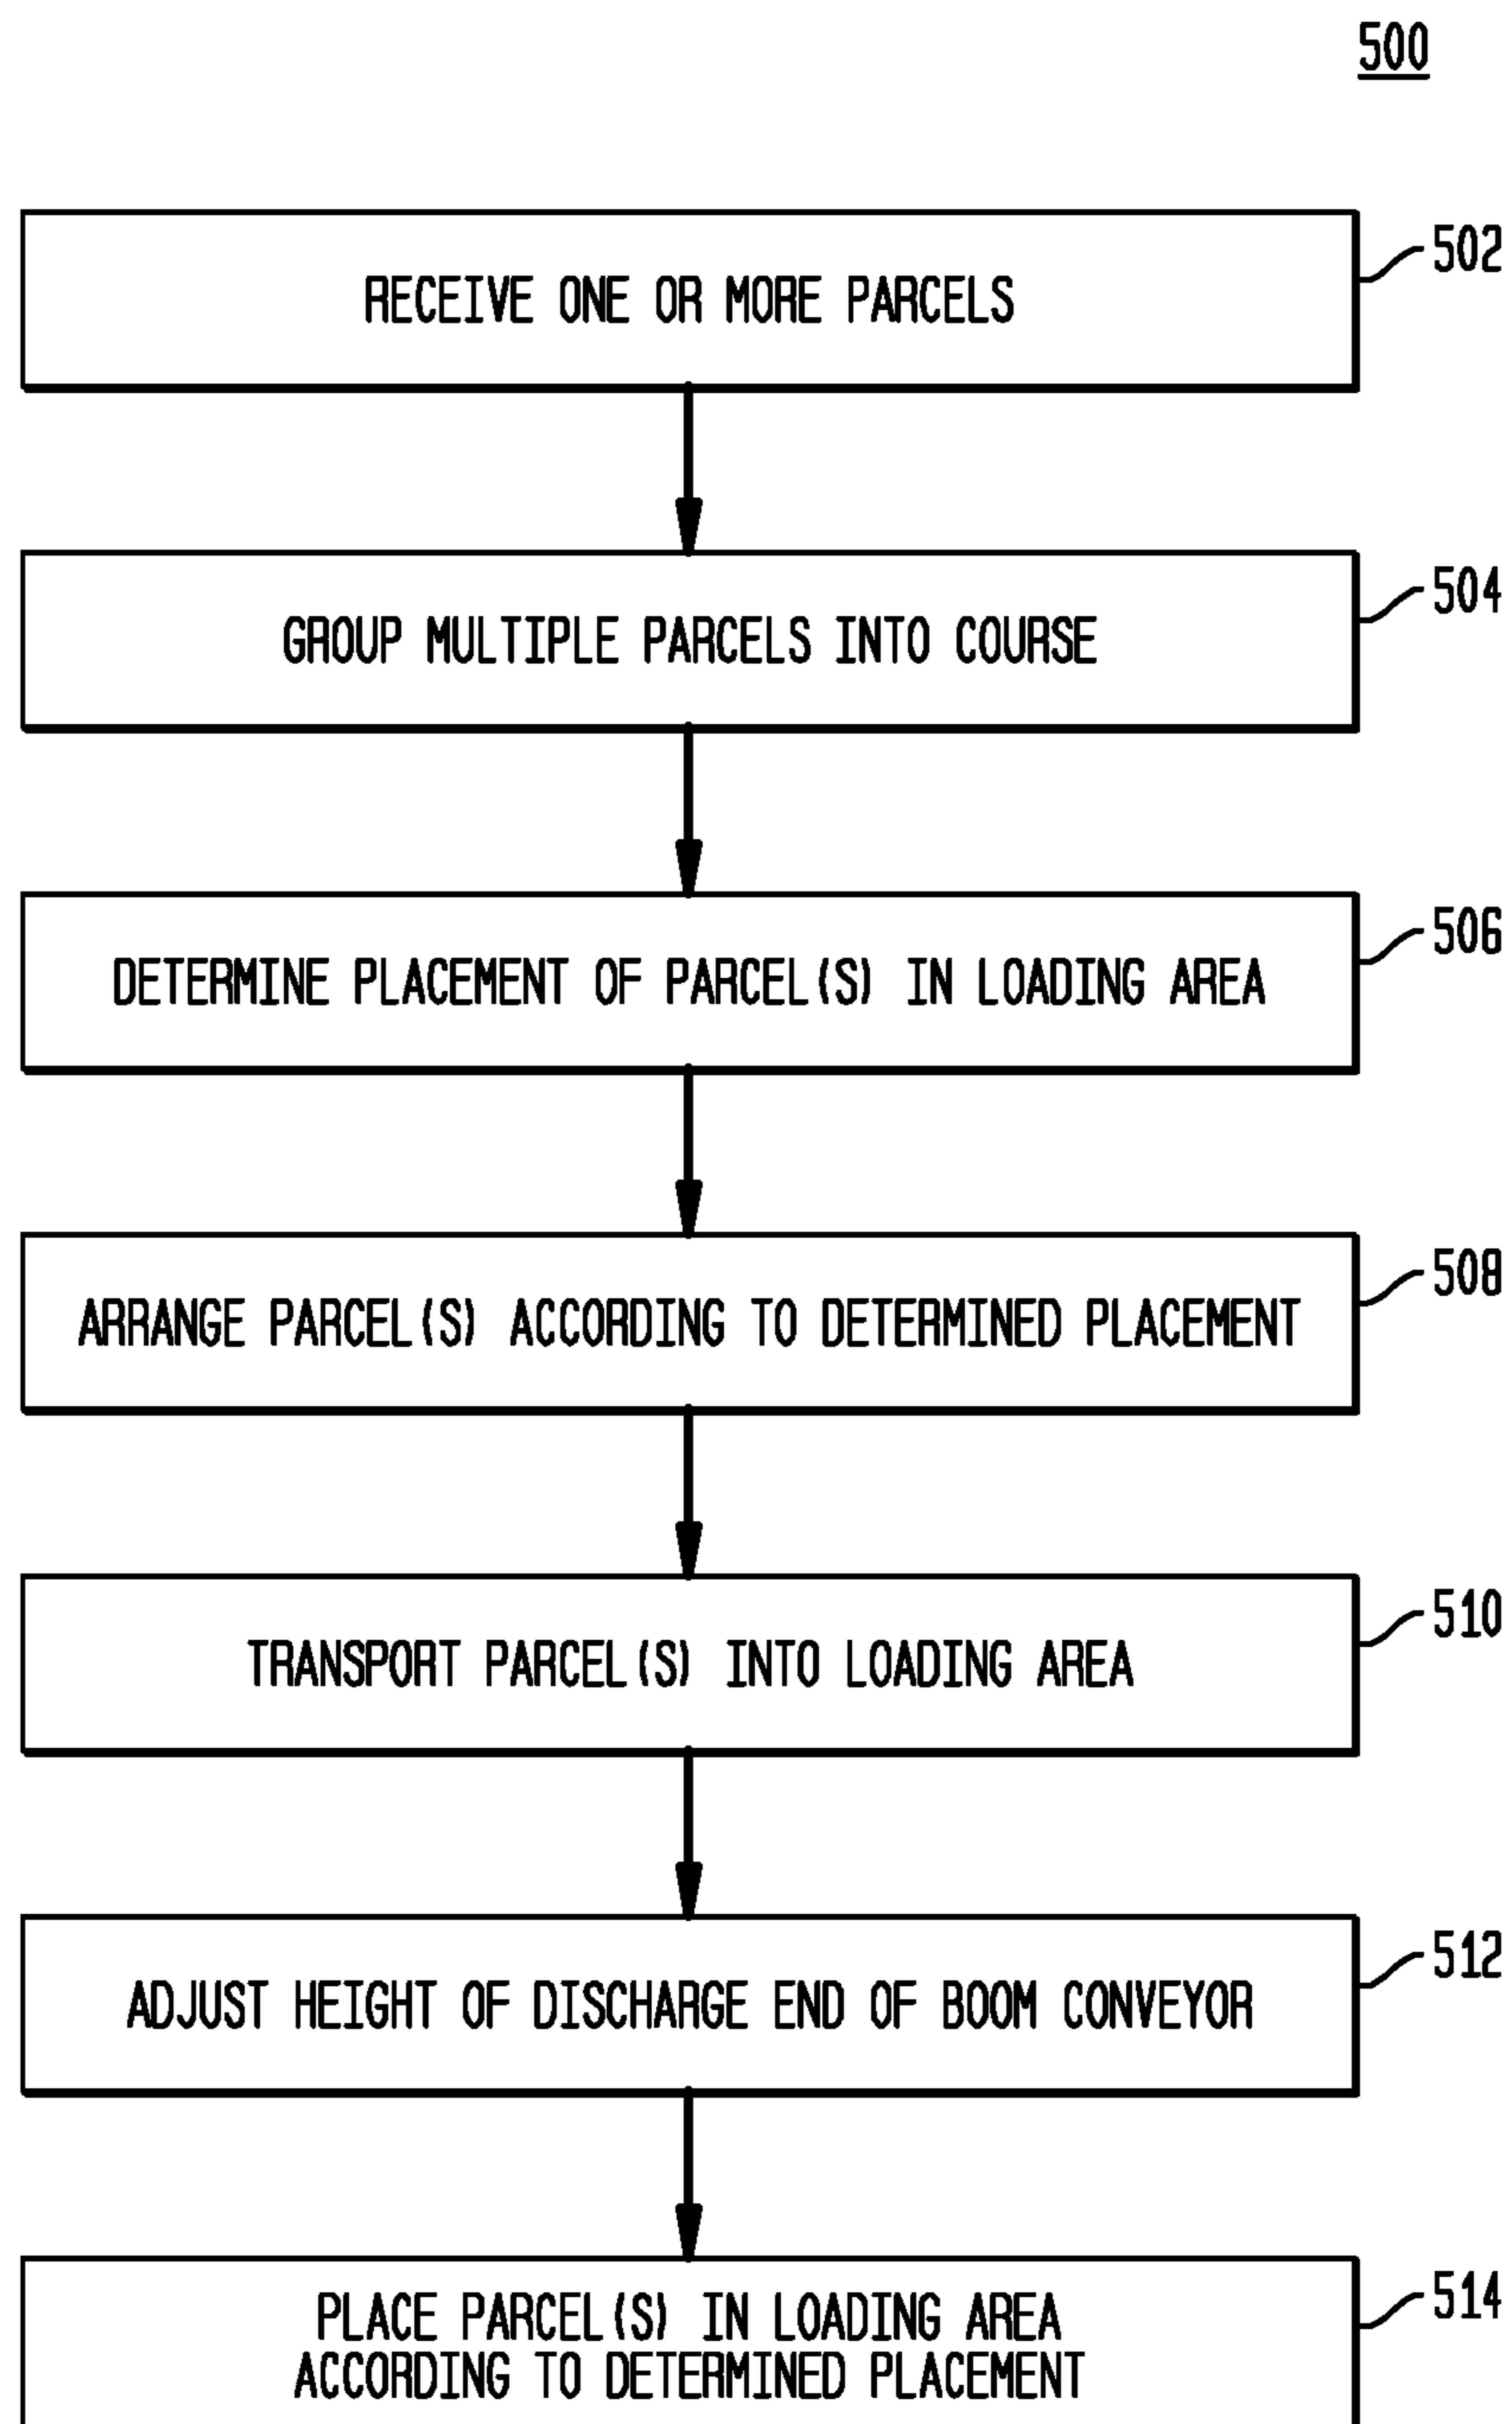 500
RECEIVE ONE OR MORE PARCELS
502
GROUP MULTIPLE PARCELS INTO COURSE
504
DETERMINE PLACEMENT OF PARCEL(S) IN LOADING AREA
506
ARRANGE PARCEL(S) ACCORDING TO DETERMINED PLACEMENT
508
TRANSPORT PARCEL(S) INTO LOADING AREA
510
ADJUST HEIGHT OF DISCHARGE END OF BOOM CONVEYOR
512
PLACE PARCEL(S) IN LOADING AREA
ACCORDING TO DETERMINED PLACEMENT
514